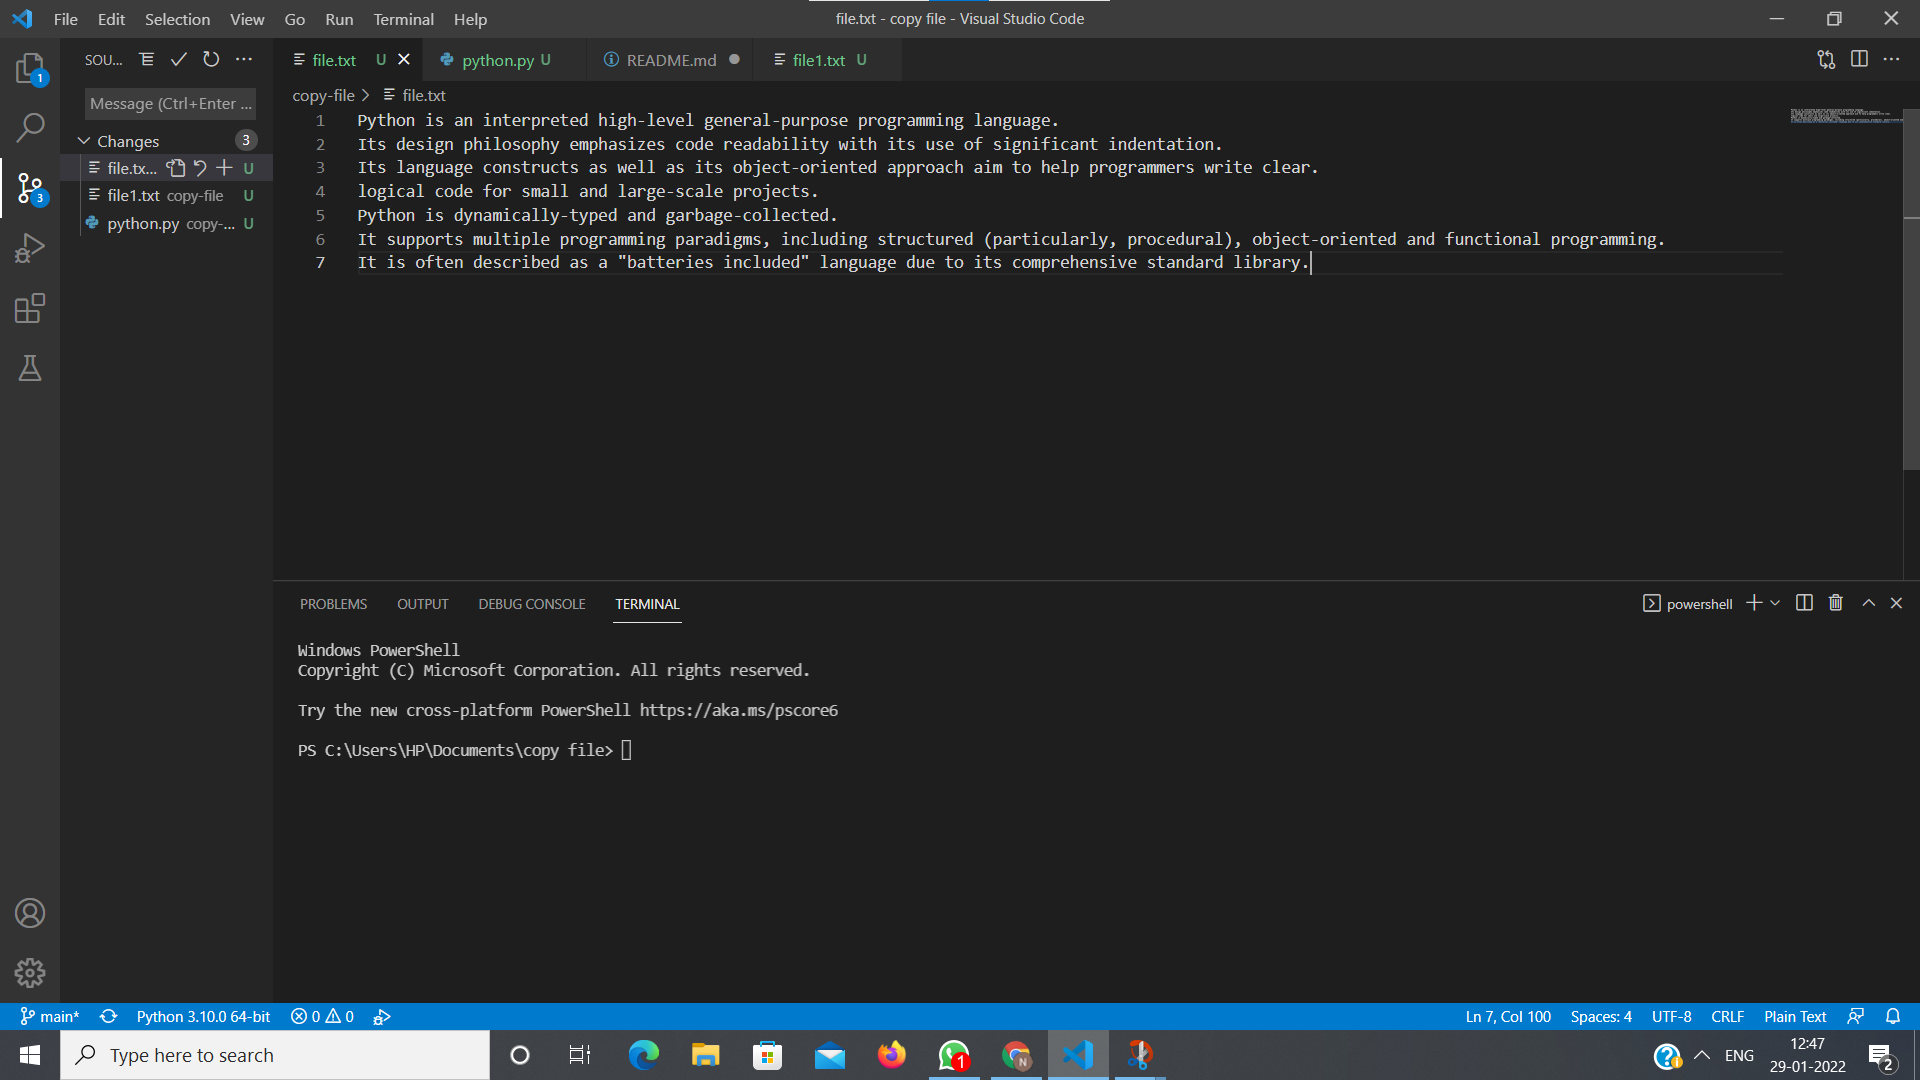 File Edit Selection View Go Run Terminal Help
file.txt - copy file - Visual Studio Code
SOU...
file.txt U
python.py U
README.md
file1.txt U
1
Message (Ctrl+Enter ...
copy-file > file.txt
Changes 3
file.tx... U
file1.txt copy-file U
python.py copy-... U
3
1 Python is an interpreted high-level general-purpose programming language.
2 Its design philosophy emphasizes code readability with its use of significant indentation.
3 Its language constructs as well as its object-oriented approach aim to help programmers write clear.
4 logical code for small and large-scale projects.
5 Python is dynamically-typed and garbage-collected.
6 It supports multiple programming paradigms, including structured (particularly, procedural), object-oriented and functional programming.
7 It is often described as a "batteries included" language due to its comprehensive standard library.
PROBLEMS OUTPUT DEBUG CONSOLE TERMINAL
powershell
Windows PowerShell
Copyright (C) Microsoft Corporation. All rights reserved.
Try the new cross-platform PowerShell https://aka.ms/pscore6
PS C:\Users\HP\Documents\copy file>
main* Python 3.10.0 64-bit 0 0
Ln 7, Col 100 Spaces: 4 UTF-8 CRLF Plain Text
Type here to search
1
N
ENG
12:47
29-01-2022
2